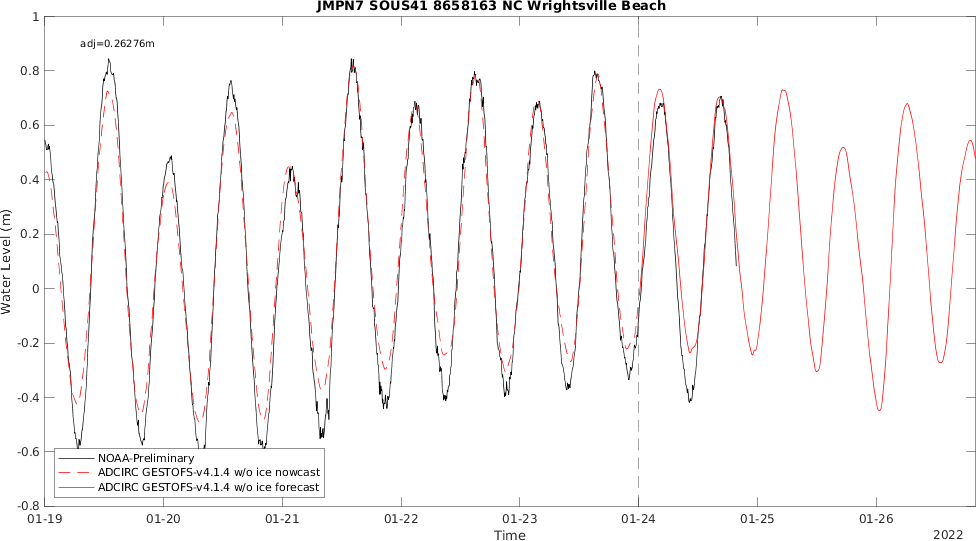 JMPN7 SOUS41 8658163 NC Wrightsville Beach
adj=0.26276m
1
0.8
0.6
0.4
0.2
0
-0.2
-0.4
-0.6
-0.8
Water Level (m)
NOAA-Preliminary
ADCIRC GESTOFS-v4.1.4 w/o ice nowcast
ADCIRC GESTOFS-v4.1.4 w/o ice forecast
01-19 01-20 01-21 01-22 01-23 01-24 01-25 01-26
Time
2022